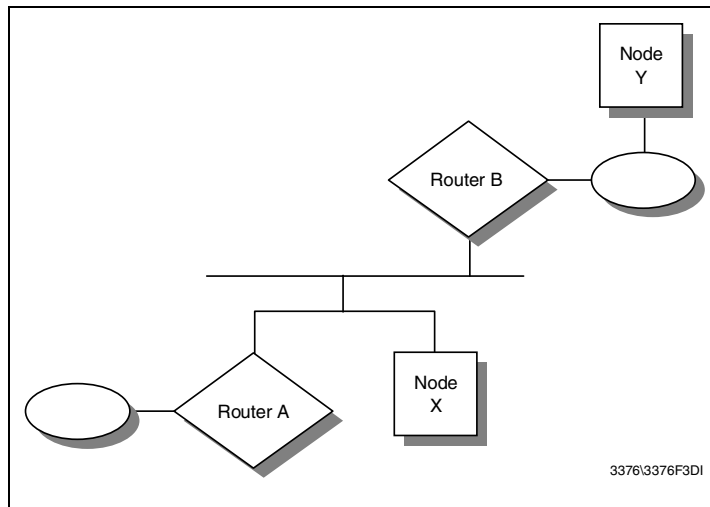 Node
Y
Router B
Router A
Node
X
3376\3376F3DI